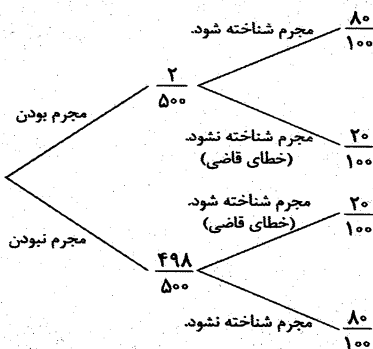 مجرم شناخته شود.
۸۰
۱۰۰
۲
۵۰۰
مجرم بودن
مجرم شناخته نشود.
(خطای قاضی)
۲۰
۱۰۰
مجرم شناخته شود.
(خطای قاضی)
۲۰
۱۰۰
مجرم نبودن
۴۹۸
۵۰۰
مجرم شناخته نشود.
۸۰
۱۰۰